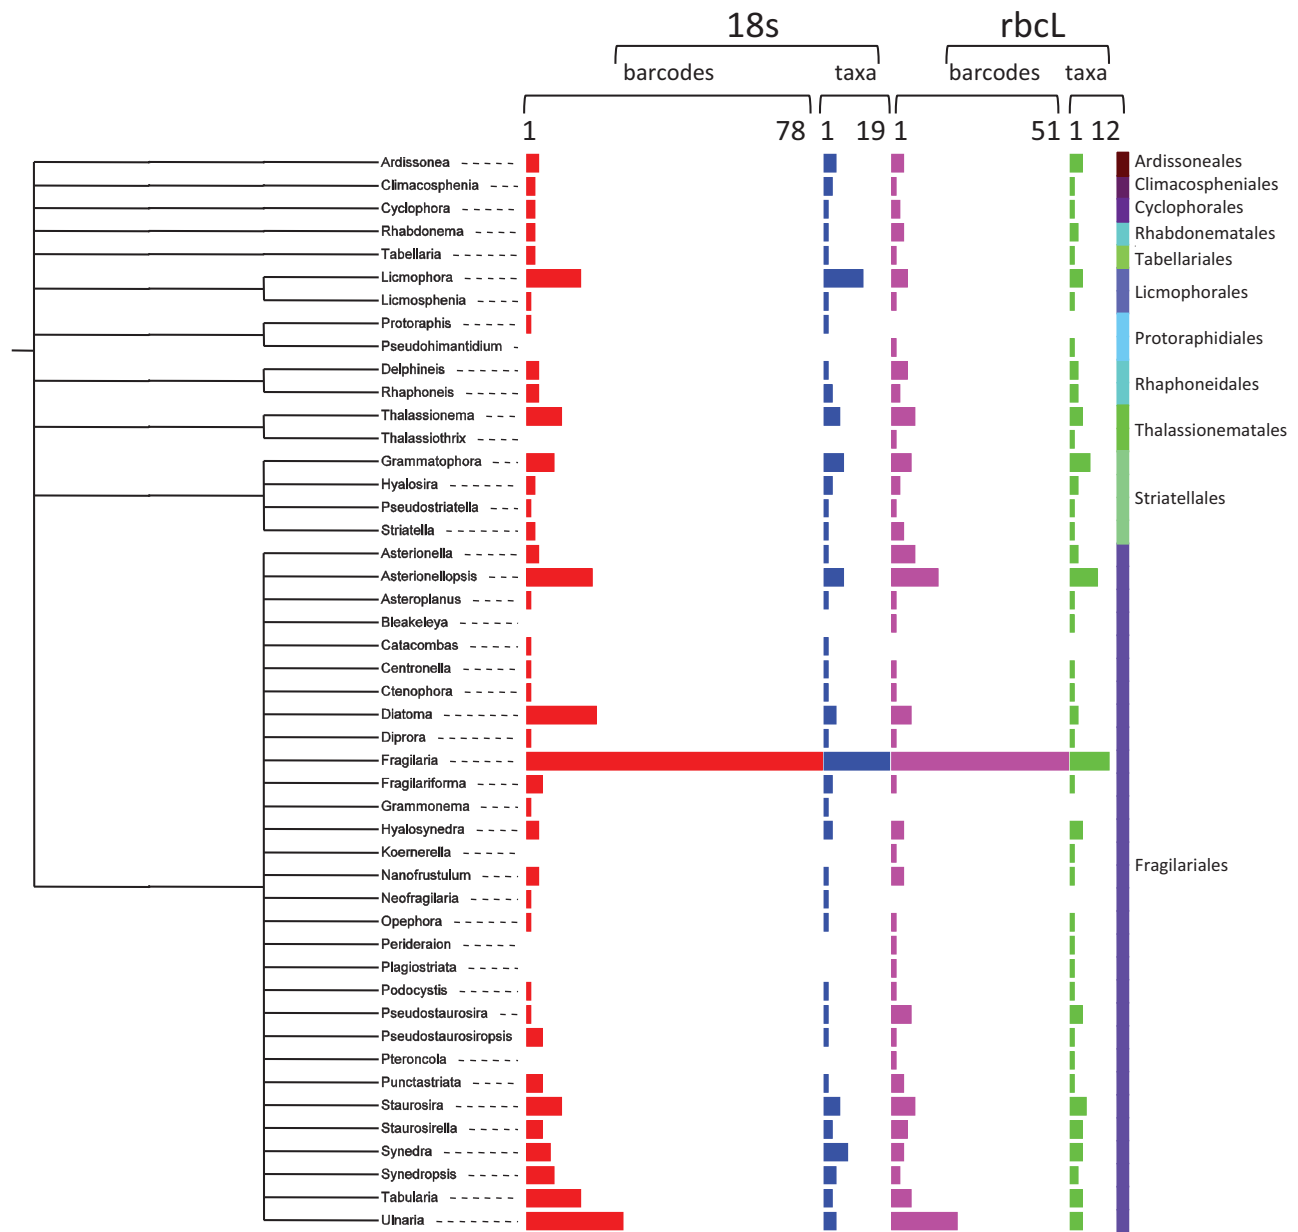 18s rbcL
barcodes taxa barcodes taxa
1 78 1 19 1 51 1 12
Ardissonea Ardissoneales
Climacosphenia Climacospheniales
Cyclophora Cyclophorales
Rhabdonema Rhabdonematales
Tabellaria Tabellariales
Licmophora
Licmophorales
Licmosphenia
Protoraphis
Protoraphidiales
Pseudohimantidium
Delphineis
Rhaphoneidales
Rhaphoneis
Thalassionema
Thalassionematales
Thalassiothrix
Grammatophora
Hyalosira
Striatellales
Pseudostriatella
Striatella
Asterionella
Asterionellopsis
Asteroplanus
Bleakeleya
Catacombas
Centronella
Ctenophora
Diatoma
Diprora
Fragilaria
Fragilariforma
Grammonema
Hyalosynedra
Koernerella
Fragilariales
Nanofrustulum
Neofragilaria
Opephora
Perideraion
Plagiostriata
Podocystis
Pseudostaurosira
Pseudostaurosiropsis
Pteroncola
Punctastriata
Staurosira
Staurosirella
Synedra
Synedropsis
Tabularia
Ulnaria